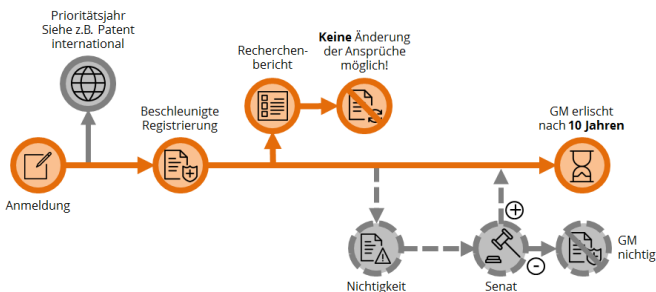 Prioritätsjahr
Siehe z.B. Patent
international
Recherchen-
bericht
Keine Änderung
der Ansprüche
möglich!
Beschleunigte
Registrierung
GM erlischt
nach 10 Jahren
Anmeldung
Nichtigkeit
Senat
GM
nichtig